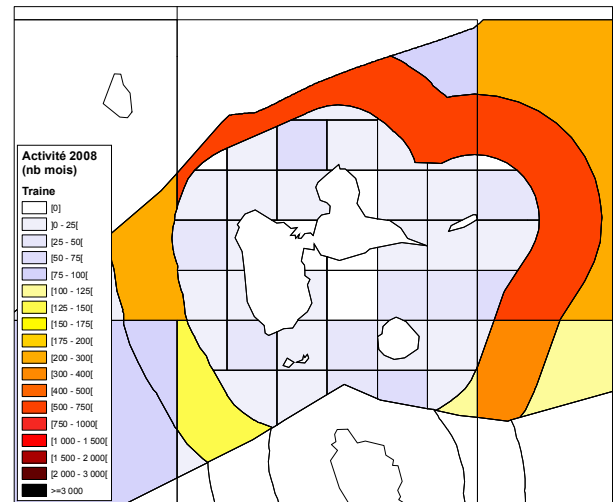 Activité 2008
(nb mois)
Traine
[0]
]0 - 25[
[25 - 50[
[50 - 75[
[75 - 100[
[100 - 125[
[125 - 150[
[150 - 175[
[175 - 200[
[200 - 300[
[300 - 400[
[400 - 500[
[500 - 750[
[750 - 1000[
[1 000 - 1 500[
[1 500 - 2 000[
[2 000 - 3 000[
>=3 000